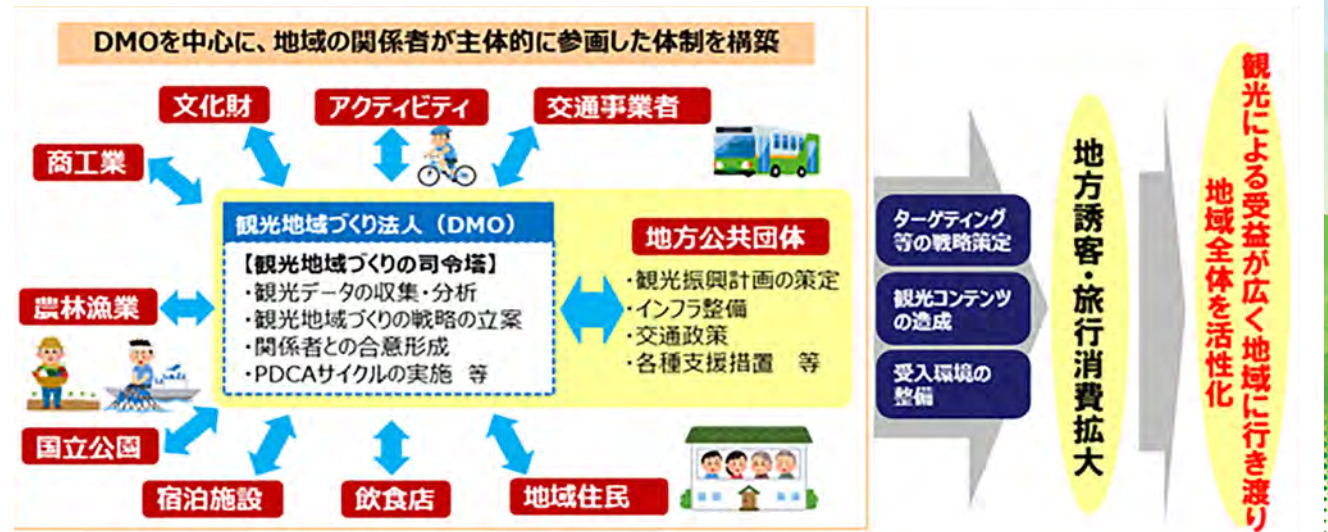 DMOを中心に、地域の関係者が主体的に参画した体制を構築
文化財
アクティビティ
交通事業者
商工業
農林漁業
国立公園
宿泊施設
飲食店
地域住民
観光地域づくり法人（DMO）
【観光地域づくりの司令塔】
・観光データの収集・分析
・観光地域づくりの戦略の立案
・関係者との合意形成
・PDCAサイクルの実施 等
地方公共団体
・観光振興計画の策定
・インフラ整備
・交通政策
・各種支援措置 等
ターゲティング
等の戦略策定
観光コンテンツ
の造成
受入環境の
整備
地方誘客・旅行消費拡大
観光による受益が広く地域に行き渡り
地域全体を活性化